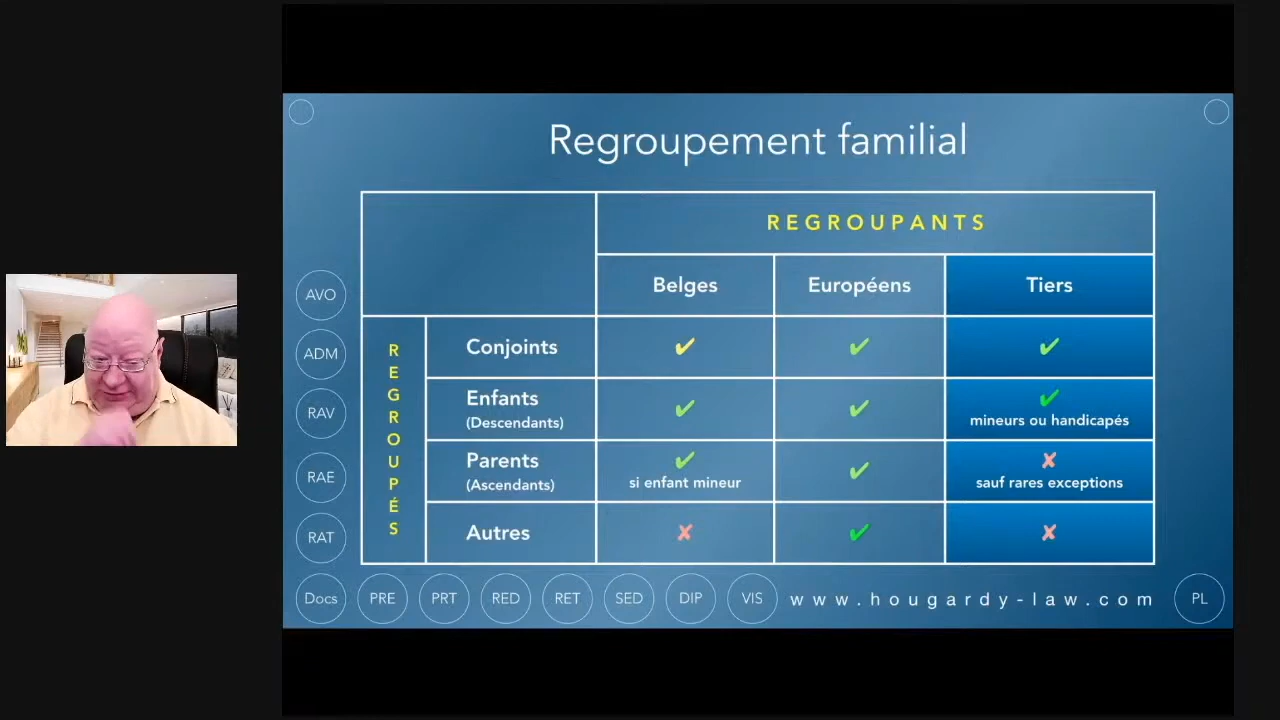 Regroupement familial
REGROUPANTS
Belges Européens Tiers
REGROUPÉS
Conjoints ✔ ✔ ✔
Enfants ✔ ✔ ✔
(Descendants) mineurs ou handicapés
Parents ✔ ✔ ✘
(Ascendants) si enfant mineur sauf rares exceptions
Autres ✘ ✔ ✘
AVO
ADM
RAV
RAE
RAT
Docs PRE PRT RED RET SED DIP VIS www.hougardy-law.com PL